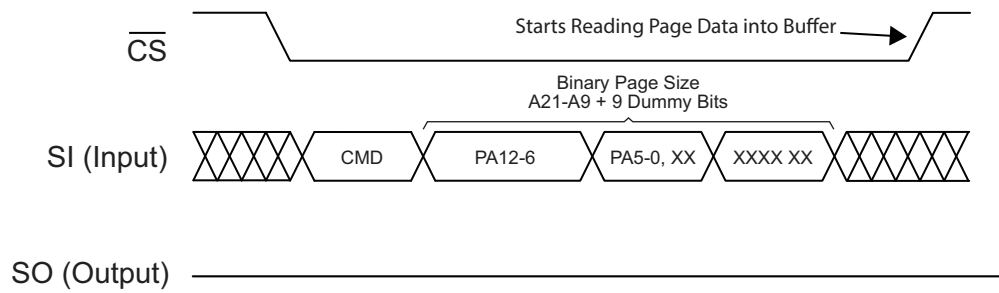 Starts Reading Page Data into Buffer
CS
Binary Page Size
A21-A9 + 9 Dummy Bits
SI (Input)
CMD
PA12-6
PA5-0, XX
XXXX XX
SO (Output)